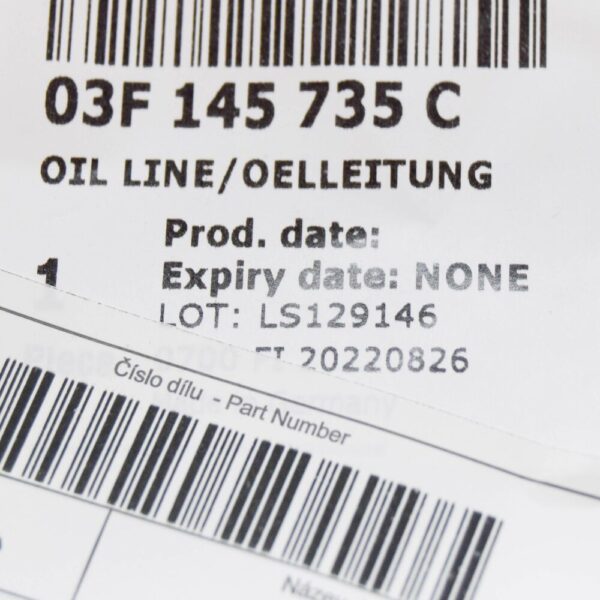 03F 145 735 C
OIL LINE/OELLEITUNG
Prod. date:
1
Expiry date: NONE
LOT: LS129146
20220826
Číslo dílu - Part Number
Název